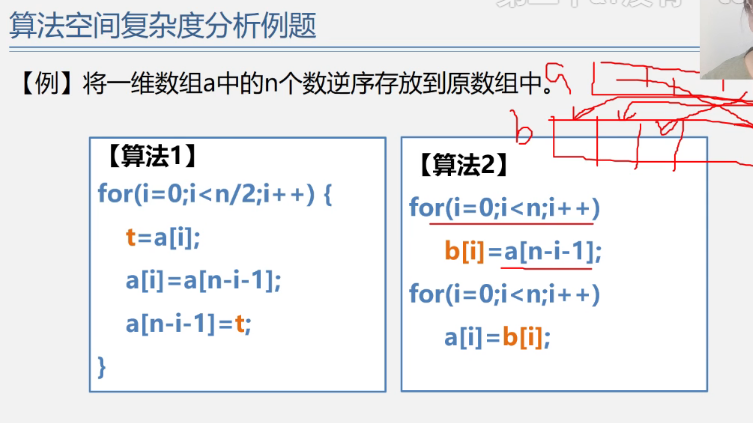 算法空间复杂度分析例题
【例】将一维数组a中的n个数逆序存放到原数组中。
a
b
【算法1】
for(i=0;i<n/2;i++) {
t=a[i];
a[i]=a[n-i-1];
a[n-i-1]=t;
}
【算法2】
for(i=0;i<n;i++)
b[i]=a[n-i-1];
for(i=0;i<n;i++)
a[i]=b[i];